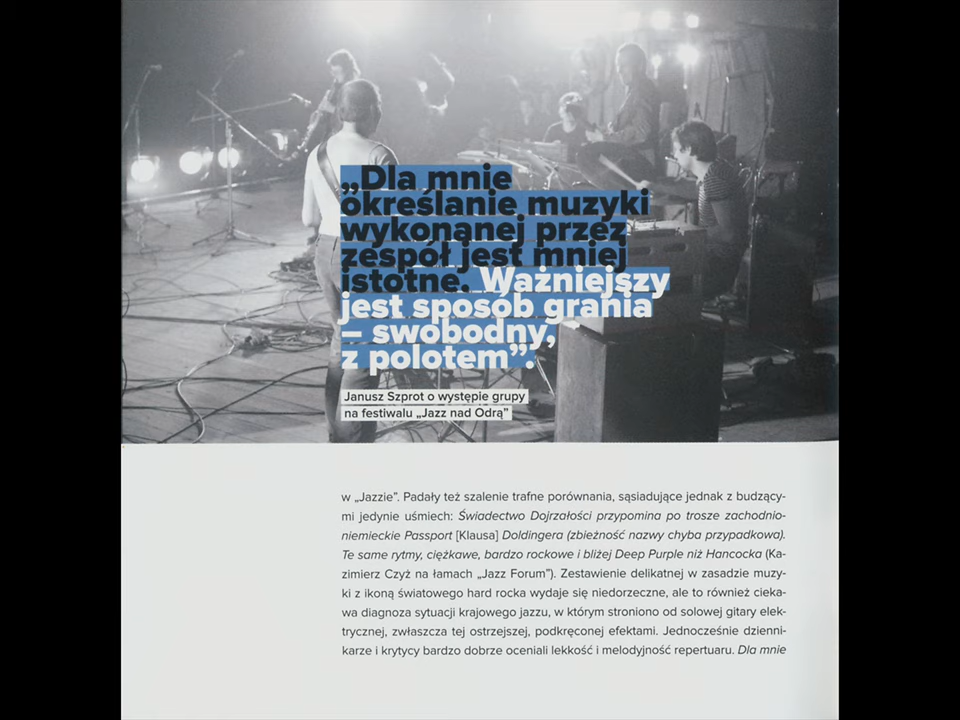 „Dla mnie
określanie muzyki
wykonanej przez
zespół jest mniej
istotne. Ważniejszy
jest sposób grania
– swobodny,
z polotem”.
Janusz Szprot o występie grupy
na festiwalu „Jazz nad Odrą”
w „Jazzie”. Padały też szalenie trafne porównania, sąsiadujące jednak z budzący-
mi jedynie uśmiech: Świadectwo Dojrzałości przypomina po trosze zachodnio-
niemieckie Passport [Klausa] Doldingera (zbieżność nazwy chyba przypadkowa).
Te same rytmy, ciężkawe, bardzo rockowe i bliżej Deep Purple niż Hancocka (Ka-
zimierz Czyż na łamach „Jazz Forum”). Zestawienie delikatnej w zasadzie muzy-
ki z ikoną światowego hard rocka wydaje się niedorzeczne, ale to również cieka-
wa diagnoza sytuacji krajowego jazzu, w którym stroniono od solowej gitary elek-
trycznej, zwłaszcza tej ostrzejszej, podkręconej efektami. Jednocześnie dzienni-
karze i krytycy bardzo dobrze oceniali lekkość i melodyjność repertuaru. Dla mnie